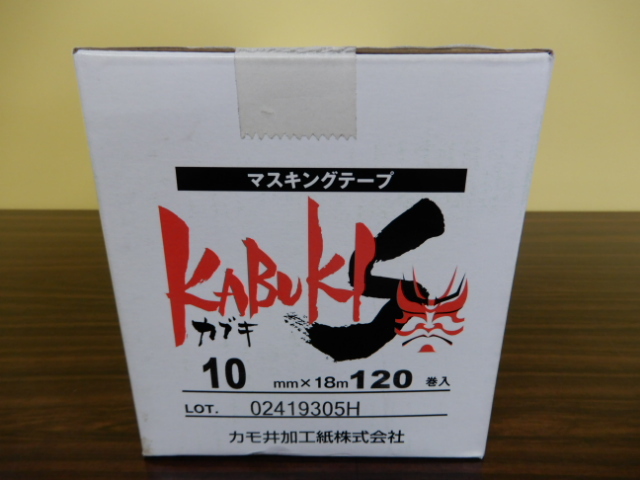 マスキングテープ
KABUKI S
カブキ
10 mm×18m 120 巻入
LOT. 02419305H
カモ井加工紙株式会社